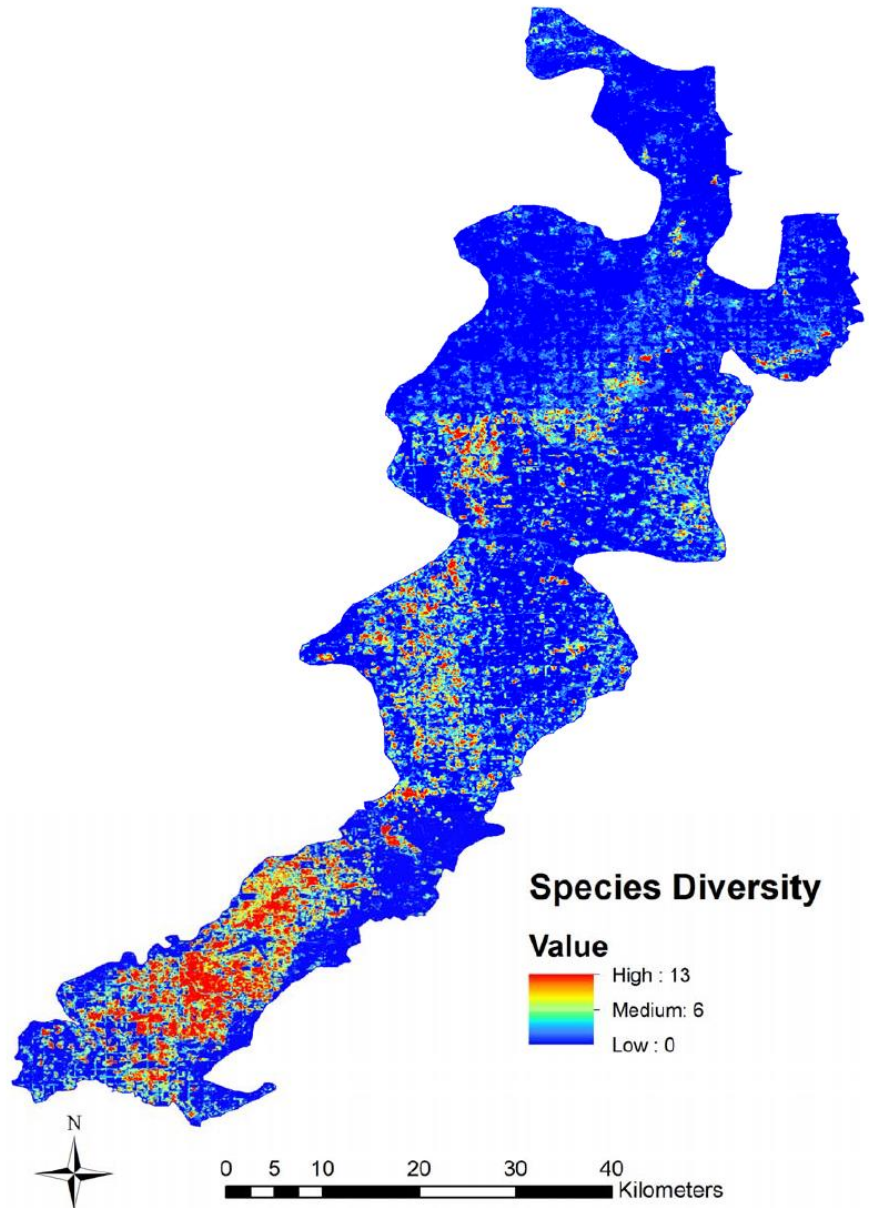 Species Diversity
Value
High : 13
Medium: 6
Low : 0
N
0 5 10 20 30 40
Kilometers